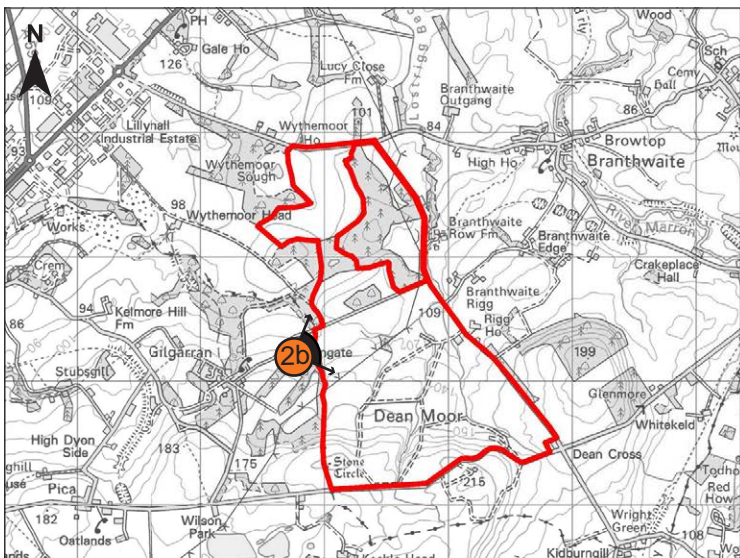 N
PH
Gale Ho
126
Lucy Close
Fm
Lostrigg Bec
Wood
Sch
Cemy
86
109
Lillyhall
Industrial Estate
93
101
Wythemoor
Ho
84
Branthwaite
Outgang
High Ho
Browtop
Branthwaite
Wythemoor
Sough
98
Wythemoor Head
Works
Branthwaite
Row Fm
Branthwaite
Edge
River Marron
Crakeplace
Hall
Crem
94
86
Kelmore Hill
Fm
Branthwaite
Rigg
Rigg
Ho
109
Gilgarran
2b
ngate
199
Stubsgill
Glenmore
Whitekeld
Dean Moor
High Dyon
Side
183
175
Stone
Circle
215
Dean Cross
Pica
182
Oatlands
Wilson
Park
Wright
Green
108
Red
How
Kidburngill